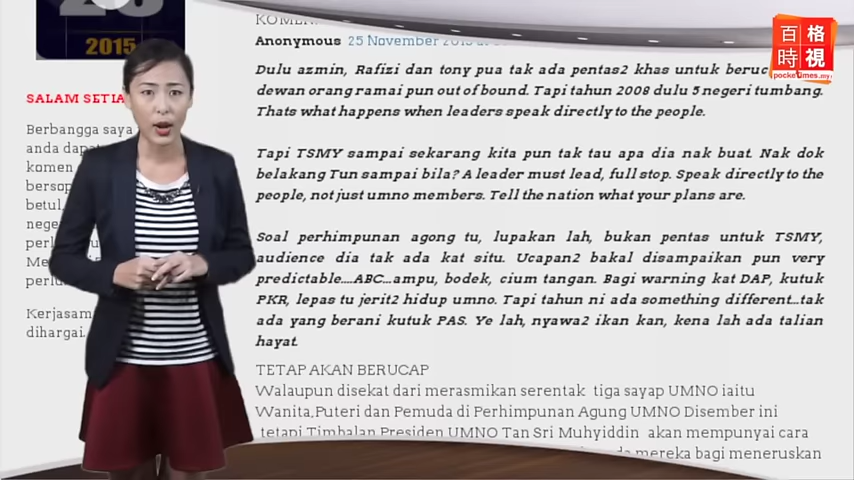 2015
百格
時視
pocketimes.my
SALAM SETIA
Berbangga saya
anda
komen
betul.
Kerjasam
dihargai.
Anonymous 25 November
Dulu azmin, Rafizi dan tony pua tak ada pentas2 khas untuk
dewan orang ramai pun out of bound. Tapi tahun 2008 dulu 5 negeri tumbang.
Thats what happens when leaders speak directly to the people.
Tapi TSMY sampai sekarang kita pun tak tau apa dia nak buat. Nak dok
belakang Tun sampai bila? A leader must lead, full stop. Speak directly to the
people, not just umno members. Tell the nation what your plans are.
Soal perhimpunan agong tu, lupakan lah, bukan pentas untuk TSMY,
audience dia tak ada kat situ. Ucapan2 bakal disampaikan pun very
predictable....ABC...ampu, bodek, cium tangan. Bagi warning kat DAP, kutuk
PKR, lepas tu jerit2 hidup umno. Tapi tahun ni ada something different...tak
ada yang berani kutuk PAS. Ye lah, nyawa2 ikan kan, kena lah ada talian
hayat.
TETAP AKAN BERUCAP
Walaupun disekat dari merasmikan serentak tiga sayap UMNO iaitu
Wanita,Puteri dan Pemuda di Perhimpunan Agung UMNO Disember ini
tetapi Timbalan Presiden UMNO Tan Sri Muhyiddin akan mempunyai cara
mereka bagi meneruskan